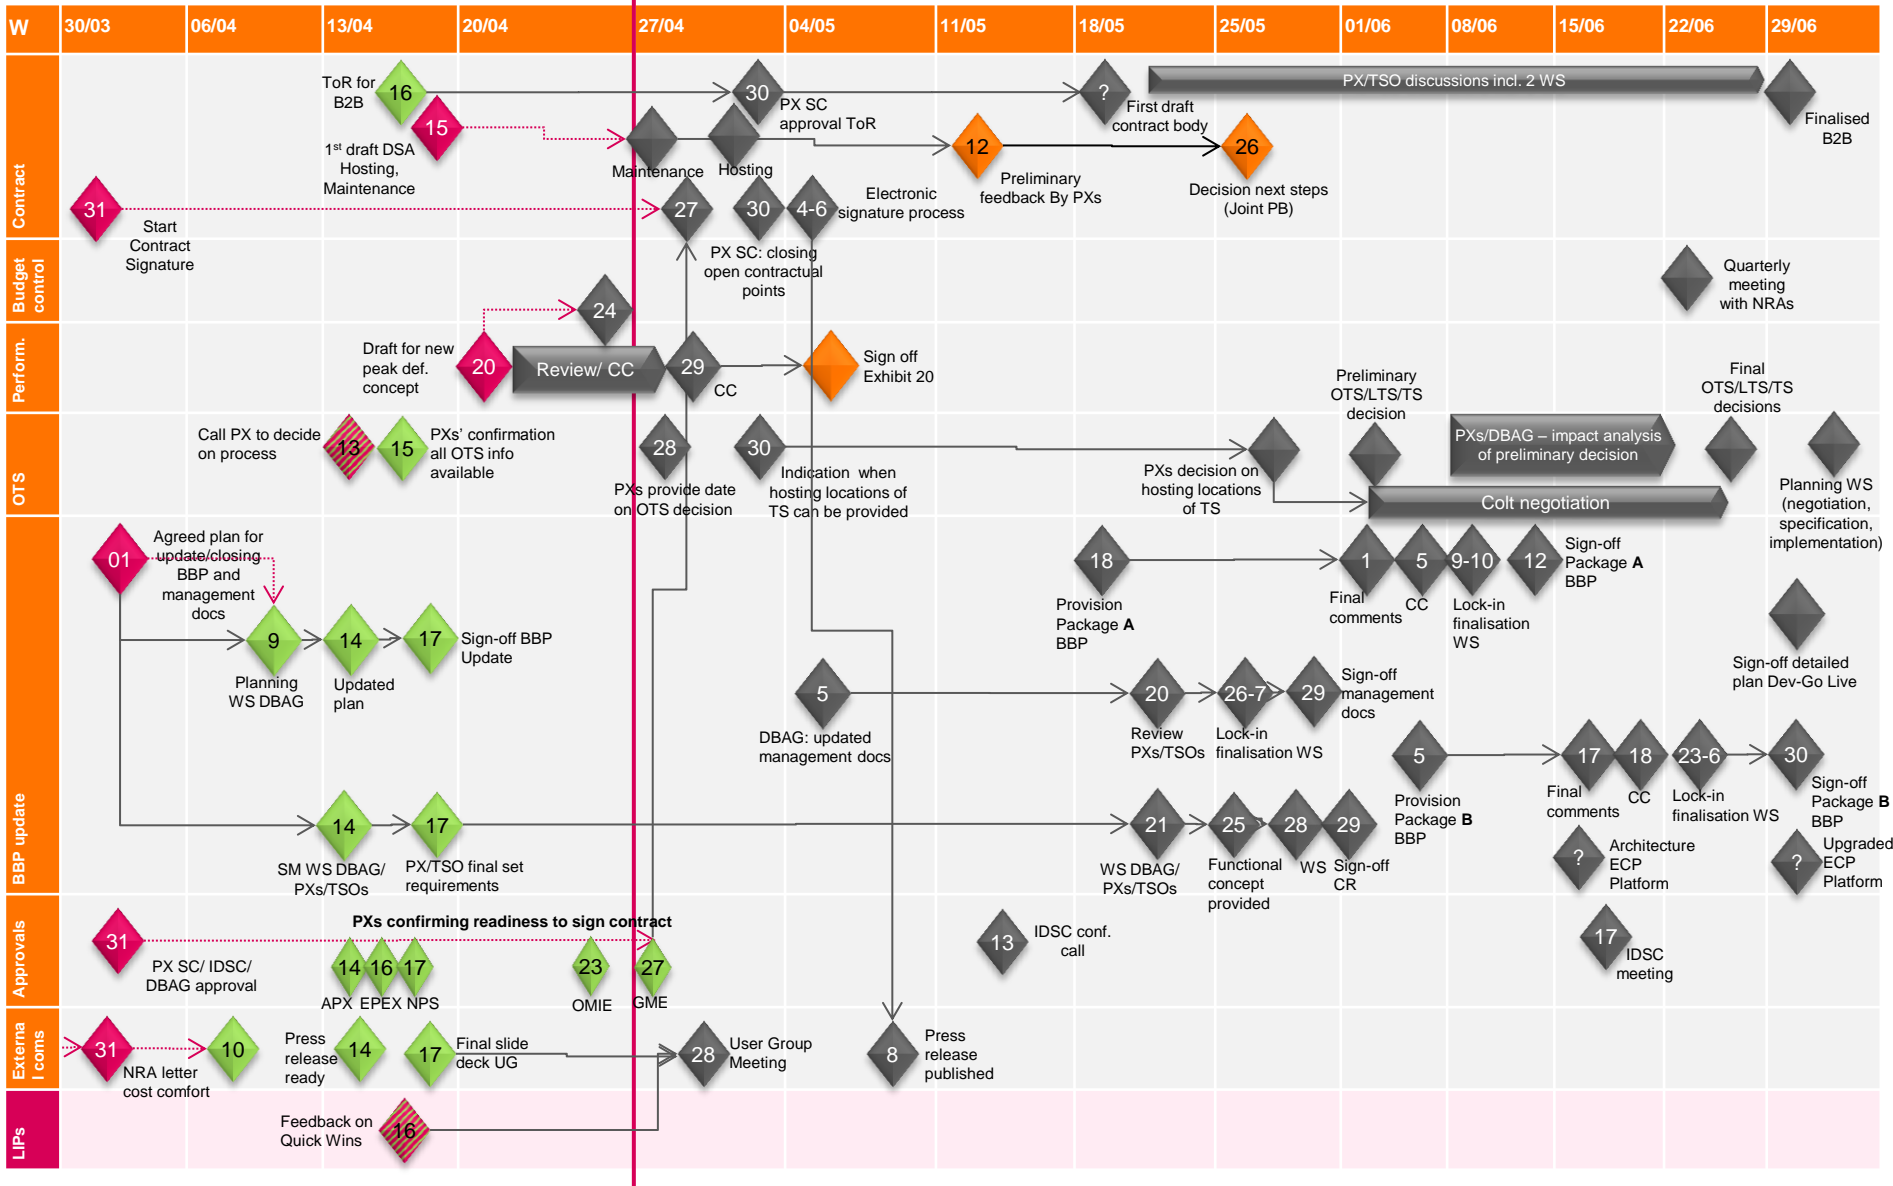 W
30/03
06/04
13/04
20/04
27/04
04/05
11/05
18/05
25/05
01/06
08/06
15/06
22/06
29/06
Contract
ToR for
B2B
16
15
1st draft DSA
Hosting,
Maintenance
Maintenance
Hosting
30
PX SC
approval ToR
?
First draft
contract body
PX/TSO discussions incl. 2 WS
Finalised
B2B
12
Preliminary
feedback By PXs
26
Decision next steps
(Joint PB)
31
Start
Contract
Signature
27
30
4-6
Electronic
signature process
PX SC: closing
open contractual
points
Budget
control
24
Quarterly
meeting
with NRAs
Perform.
Draft for new
peak def.
concept
20
Review/ CC
29
CC
Sign off
Exhibit 20
OTS
Call PX to decide
on process
13
15
PXs' confirmation
all OTS info
available
28
PXs provide date
on OTS decision
30
Indication when
hosting locations of
TS can be provided
PXs decision on
hosting locations
of TS
Preliminary
OTS/LTS/TS
decision
PXs/DBAG – impact analysis
of preliminary decision
Colt negotiation
Final
OTS/LTS/TS
decisions
Planning WS
(negotiation,
specification,
implementation)
BBP update
01
Agreed plan for
update/closing
BBP and
management
docs
9
Planning
WS DBAG
14
Updated
plan
17
Sign-off BBP
Update
18
Provision
Package A
BBP
1
Final
comments
5
CC
9-10
Lock-in
finalisation
WS
12
Sign-off
Package A
BBP
Sign-off detailed
plan Dev-Go Live
5
DBAG: updated
management docs
20
Review
PXs/TSOs
26-7
Lock-in
finalisation WS
29
Sign-off
management
docs
5
Provision
Package B
BBP
17
Final
comments
18
CC
23-6
Lock-in
finalisation WS
30
Sign-off
Package B
BBP
14
SM WS DBAG/
PXs/TSOs
17
PX/TSO final set
requirements
21
WS DBAG/
PXs/TSOs
25
Functional
concept
provided
28
WS
29
Sign-off
CR
?
Architecture
ECP
Platform
?
Upgraded
ECP
Platform
Approvals
31
PX SC/ IDSC/
DBAG approval
PXs confirming readiness to sign contract
14
16
17
APX EPEX NPS
23
OMIE
27
GME
13
IDSC conf.
call
17
IDSC
meeting
Externa
l coms
31
NRA letter
cost comfort
10
Press
release
ready
14
17
Final slide
deck UG
28
User Group
Meeting
8
Press
release
published
LIPs
Feedback on
Quick Wins
16